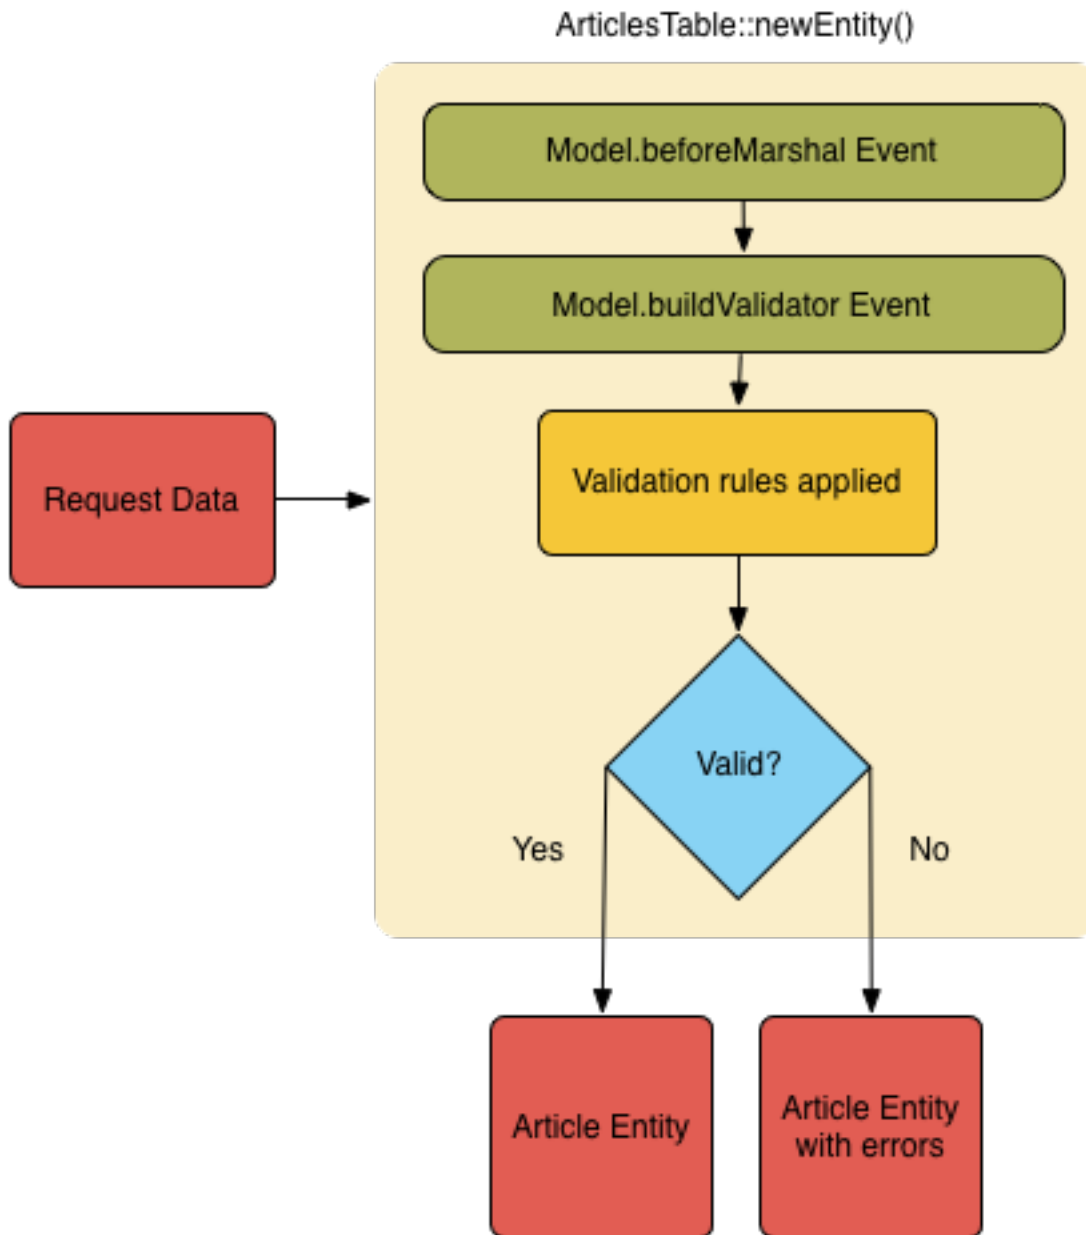 ArticlesTable::newEntity()
Model.beforeMarshal Event
Model.buildValidator Event
Request Data
Validation rules applied
Valid?
Yes
No
Article Entity
Article Entity
with errors